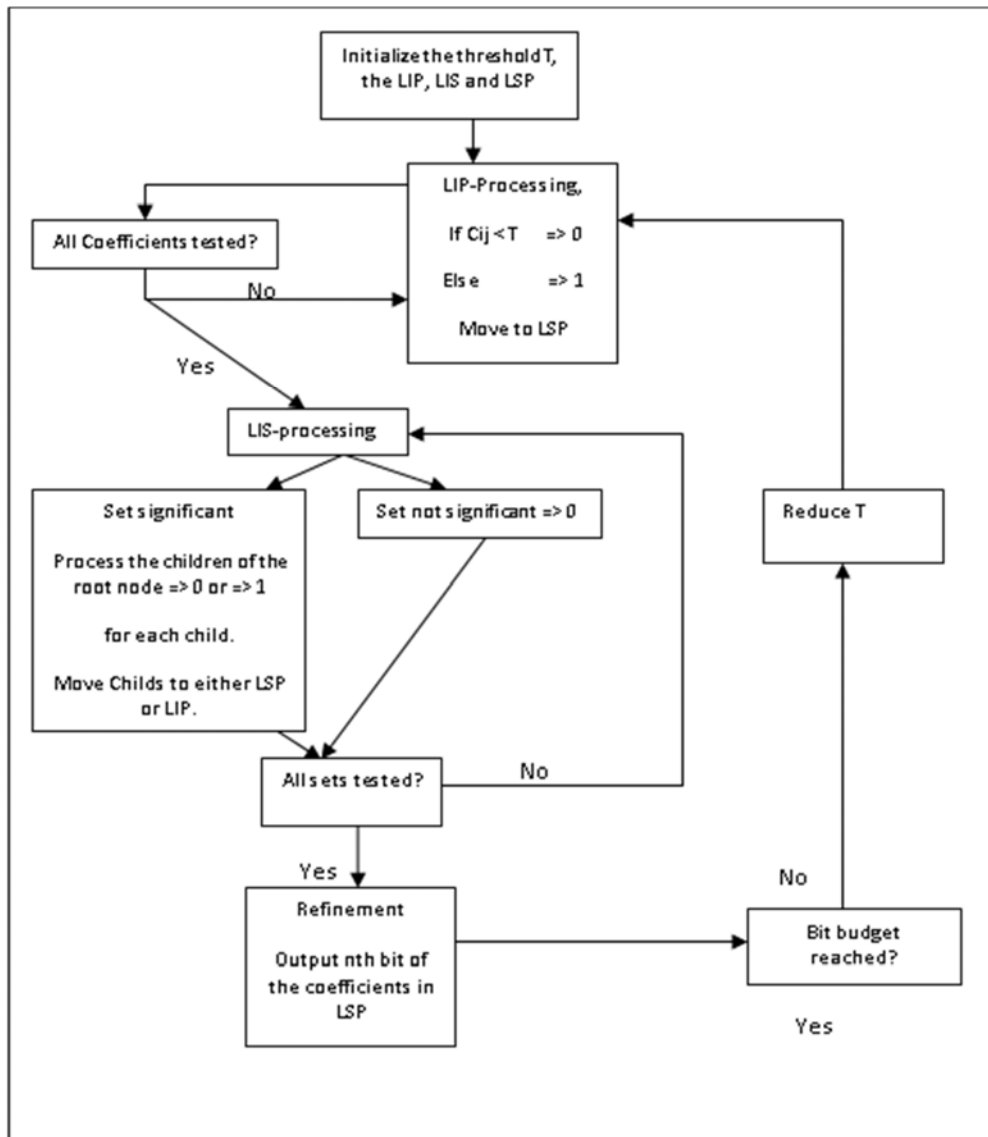 Initialize the threshold T,
the LIP, LIS and LSP
LIP-Processing,
If Cij < T => 0
Else => 1
Move to LSP
All Coefficients tested?
No
Yes
LIS-processing
Set significant
Process the children of the
root node => 0 or => 1
for each child.
Move Childs to either LSP
or LIP.
Set not significant => 0
Reduce T
All sets tested?
No
Yes
Refinement
Output nth bit of
the coefficients in
LSP
No
Bit budget
reached?
Yes